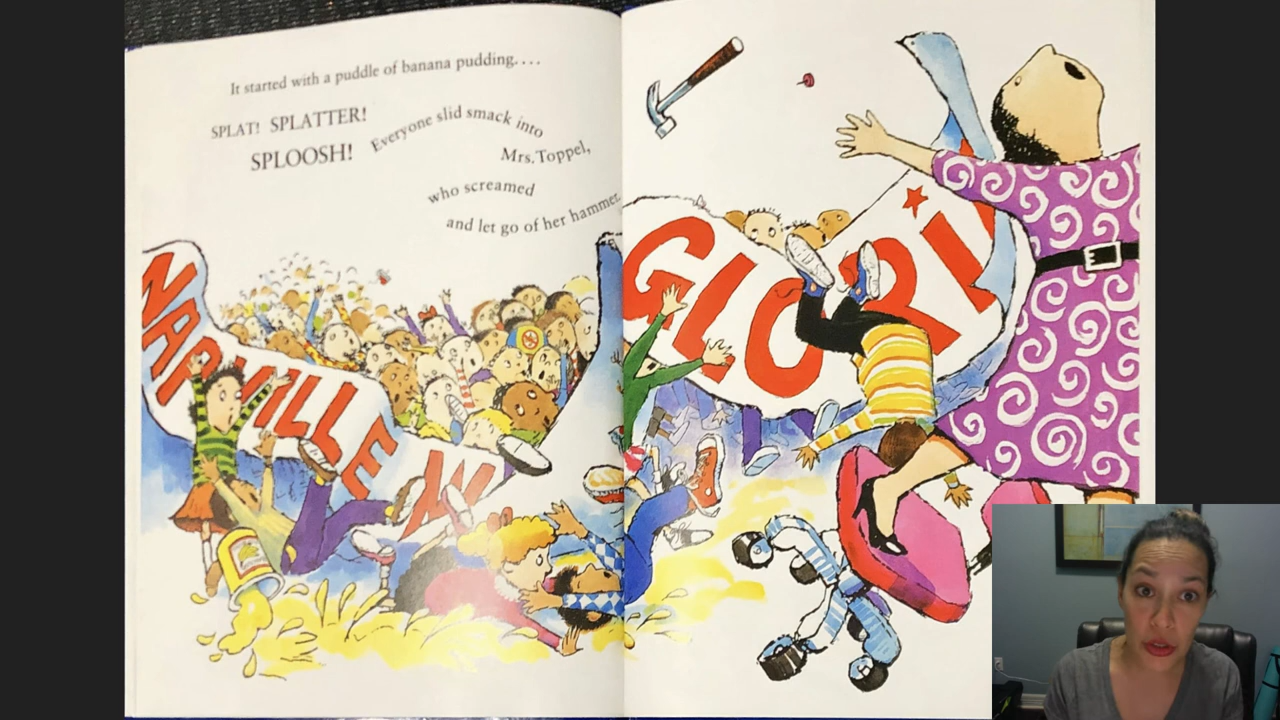 It started with a puddle of banana pudding....
SPLAT! SPLATTER!
SPLOOSH!
Everyone slid smack into
Mrs. Toppel,
who screamed
and let go of her hammer.
NAPVILLE
GLORIA